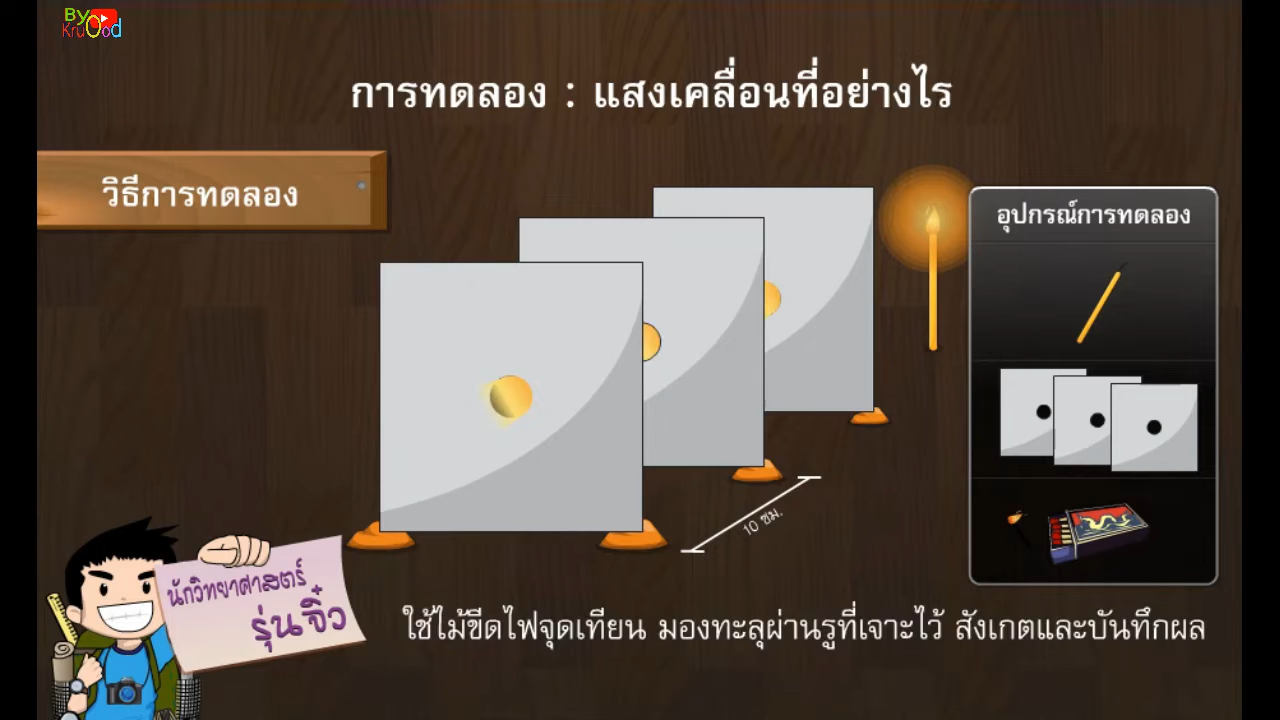 By
KruOod
การทดลอง : แสงเคลื่อนที่อย่างไร
วิธีการทดลอง
อุปกรณ์การทดลอง
10 ซม.
นักวิทยาศาสตร์
รุ่นจิ๋ว
ใช้ไม้ขีดไฟจุดเทียน มองทะลุผ่านรูที่เจาะไว้ สังเกตและบันทึกผล